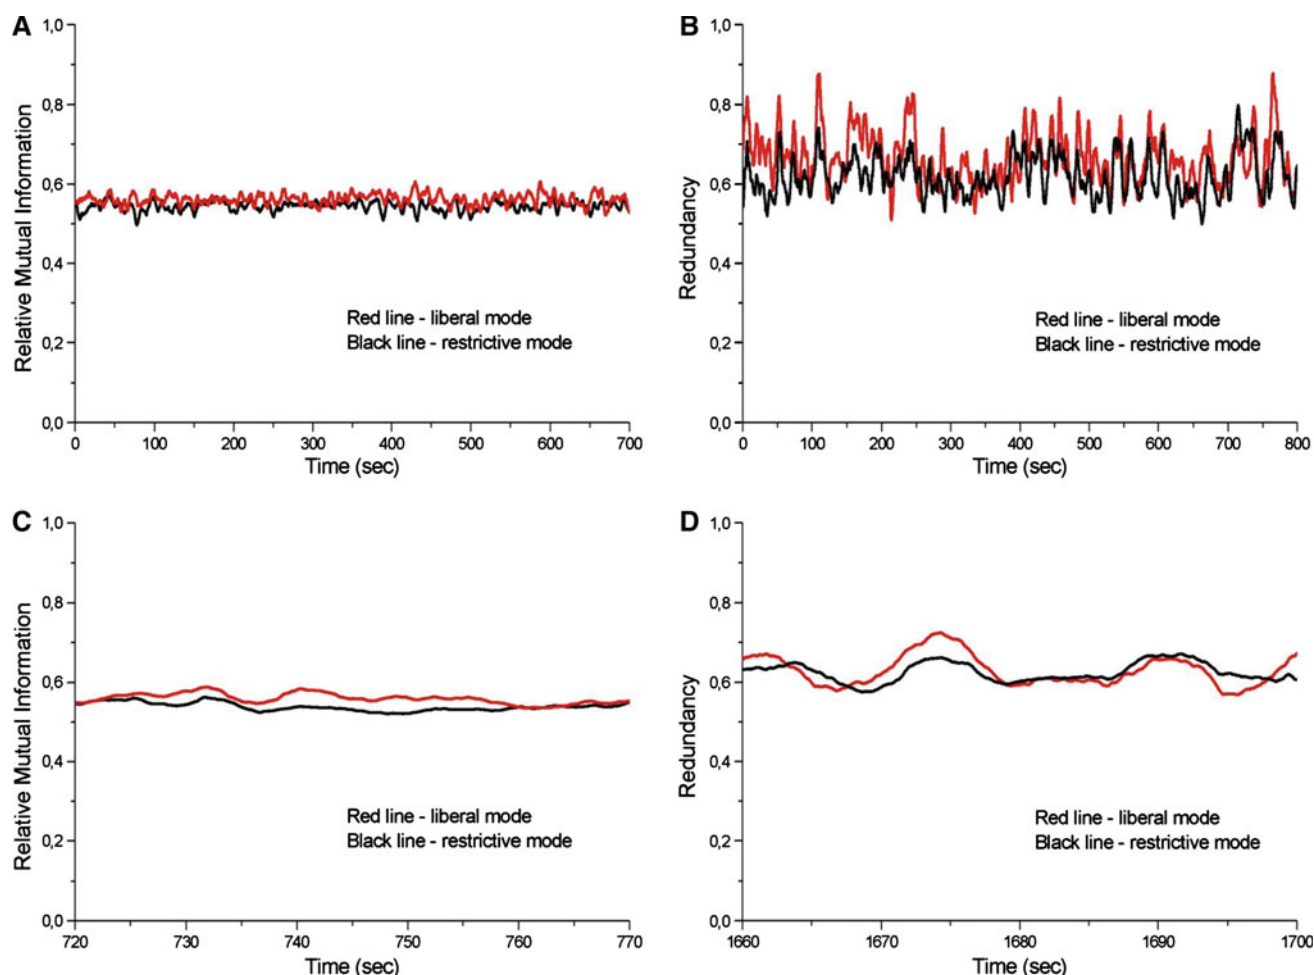 A
1,0
0,8
0,6
0,4
0,2
0,0
Relative Mutual Information
0 100 200 300 400 500 600 700
Time (sec)
Red line - liberal mode
Black line - restrictive mode
B
1,0
0,8
0,6
0,4
0,2
0,0
Redundancy
0 100 200 300 400 500 600 700 800
Time (sec)
Red line - liberal mode
Black line - restrictive mode
C
1,0
0,8
0,6
0,4
0,2
0,0
Relative Mutual Information
720 730 740 750 760 770
Time (sec)
Red line - liberal mode
Black line - restrictive mode
D
1,0
0,8
0,6
0,4
0,2
0,0
Redundancy
1660 1670 1680 1690 1700
Time (sec)
Red line - liberal mode
Black line - restrictive mode